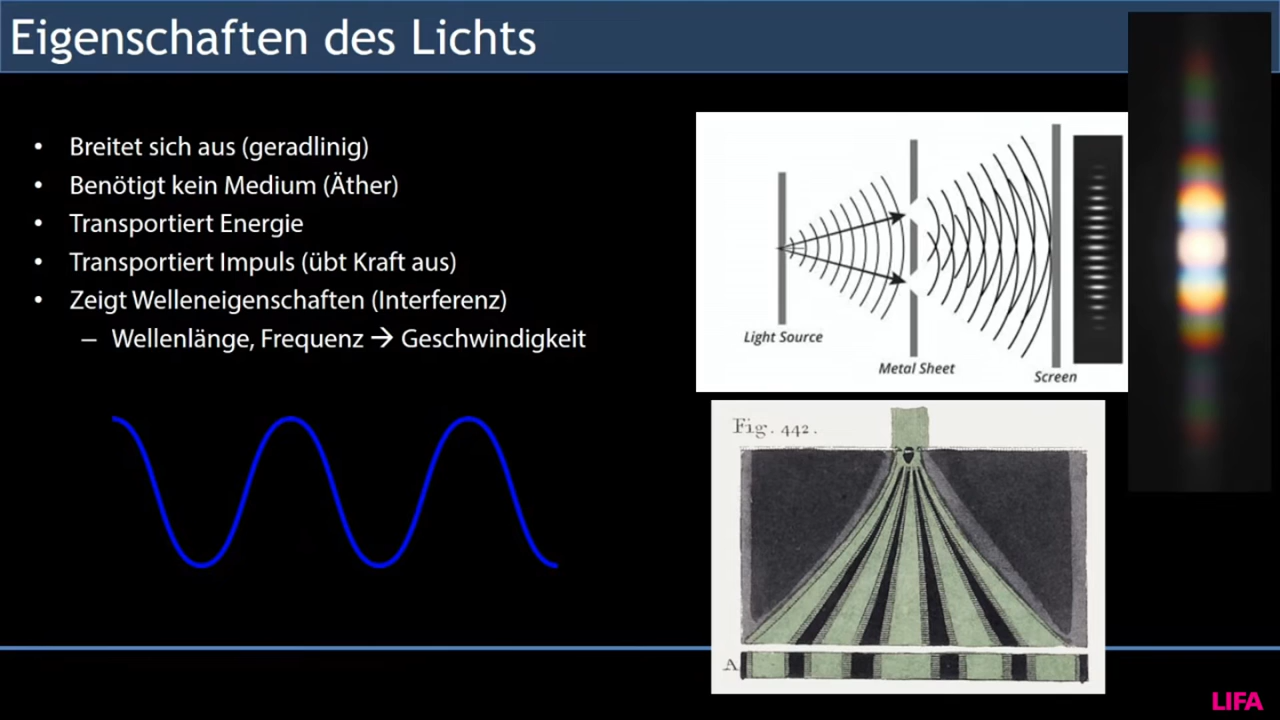 Eigenschaften des Lichts
• Breitet sich aus (geradlinig)
• Benötigt kein Medium (Äther)
• Transportiert Energie
• Transportiert Impuls (übt Kraft aus)
• Zeigt Welleneigenschaften (Interferenz)
– Wellenlänge, Frequenz → Geschwindigkeit
Light Source
Metal Sheet
Screen
Fig. 442.
A
LIFA